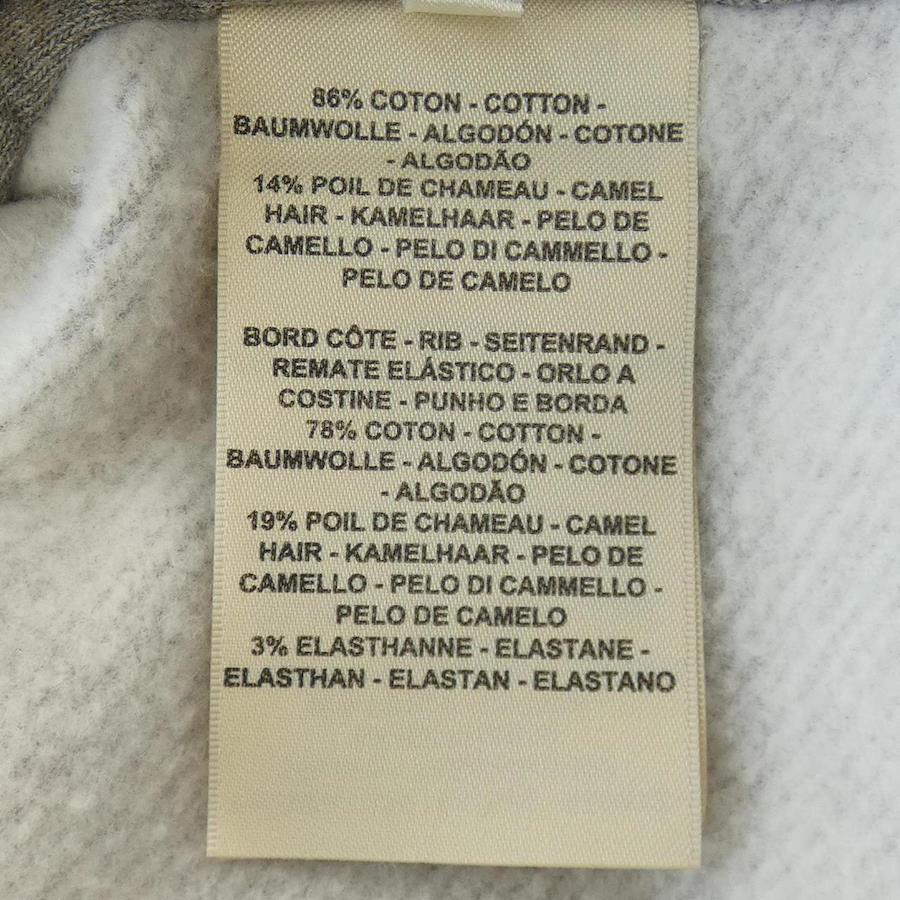 86% COTON - COTTON -
BAUMWOLLE - ALGODÓN - COTONE
- ALGODÃO
14% POIL DE CHAMEAU - CAMEL
HAIR - KAMELHAAR - PELO DE
CAMELLO - PELO DI CAMMELLO -
PELO DE CAMELO
BORD CÔTE - RIB - SEITENRAND -
REMATE ELÁSTICO - ORLO A
COSTINE - PUNHO E BORDA
78% COTON - COTTON -
BAUMWOLLE - ALGODÓN - COTONE
- ALGODÃO
19% POIL DE CHAMEAU - CAMEL
HAIR - KAMELHAAR - PELO DE
CAMELLO - PELO DI CAMMELLO -
PELO DE CAMELO
3% ELASTHANNE - ELASTANE -
ELASTHAN - ELASTAN - ELASTANO